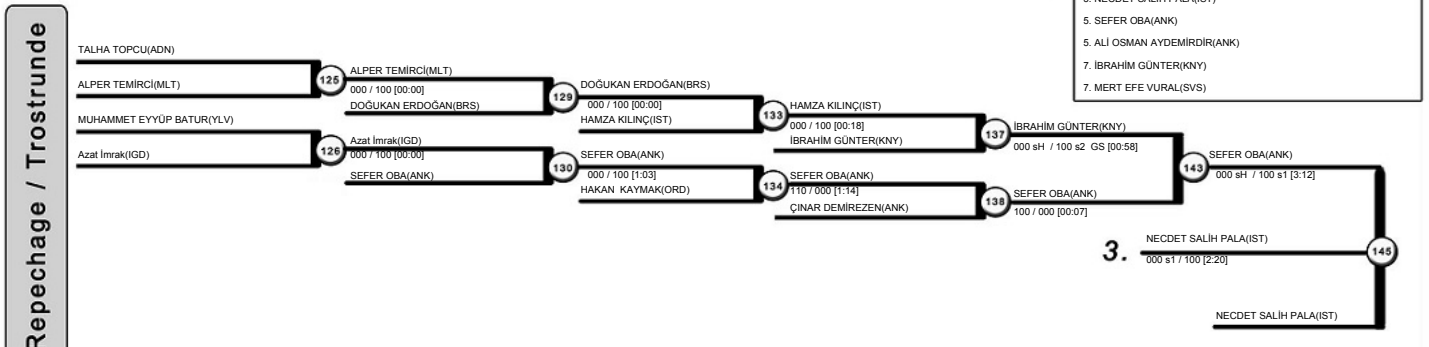 Repechage / Trostrunde
5. SEFER OBA(ANK)
5. ALİ OSMAN AYDEMİRDİR(ANK)
7. İBRAHİM GÜNTER(KNY)
7. MERT EFE VURAL(SVS)
TALHA TOPCU(ADN)
ALPER TEMİRCİ(MLT)
125
ALPER TEMİRCİ(MLT)
000 / 100 [00:00]
DOĞUKAN ERDOĞAN(BRS)
129
DOĞUKAN ERDOĞAN(BRS)
000 / 100 [00:00]
HAMZA KILINÇ(IST)
133
HAMZA KILINÇ(IST)
000 / 100 [00:18]
İBRAHİM GÜNTER(KNY)
137
İBRAHİM GÜNTER(KNY)
000 sH / 100 s2 GS [00:58]
MUHAMMET EYYÜP BATUR(YLV)
Azat İmrak(IGD)
126
Azat İmrak(IGD)
000 / 100 [00:00]
SEFER OBA(ANK)
130
SEFER OBA(ANK)
000 / 100 [1:03]
HAKAN KAYMAK(ORD)
134
SEFER OBA(ANK)
110 / 000 [1:14]
ÇINAR DEMİREZEN(ANK)
138
SEFER OBA(ANK)
100 / 000 [00:07]
143
SEFER OBA(ANK)
000 sH / 100 s1 [3:12]
3.
NECDET SALİH PALA(IST)
000 s1 / 100 [2:20]
145
NECDET SALİH PALA(IST)